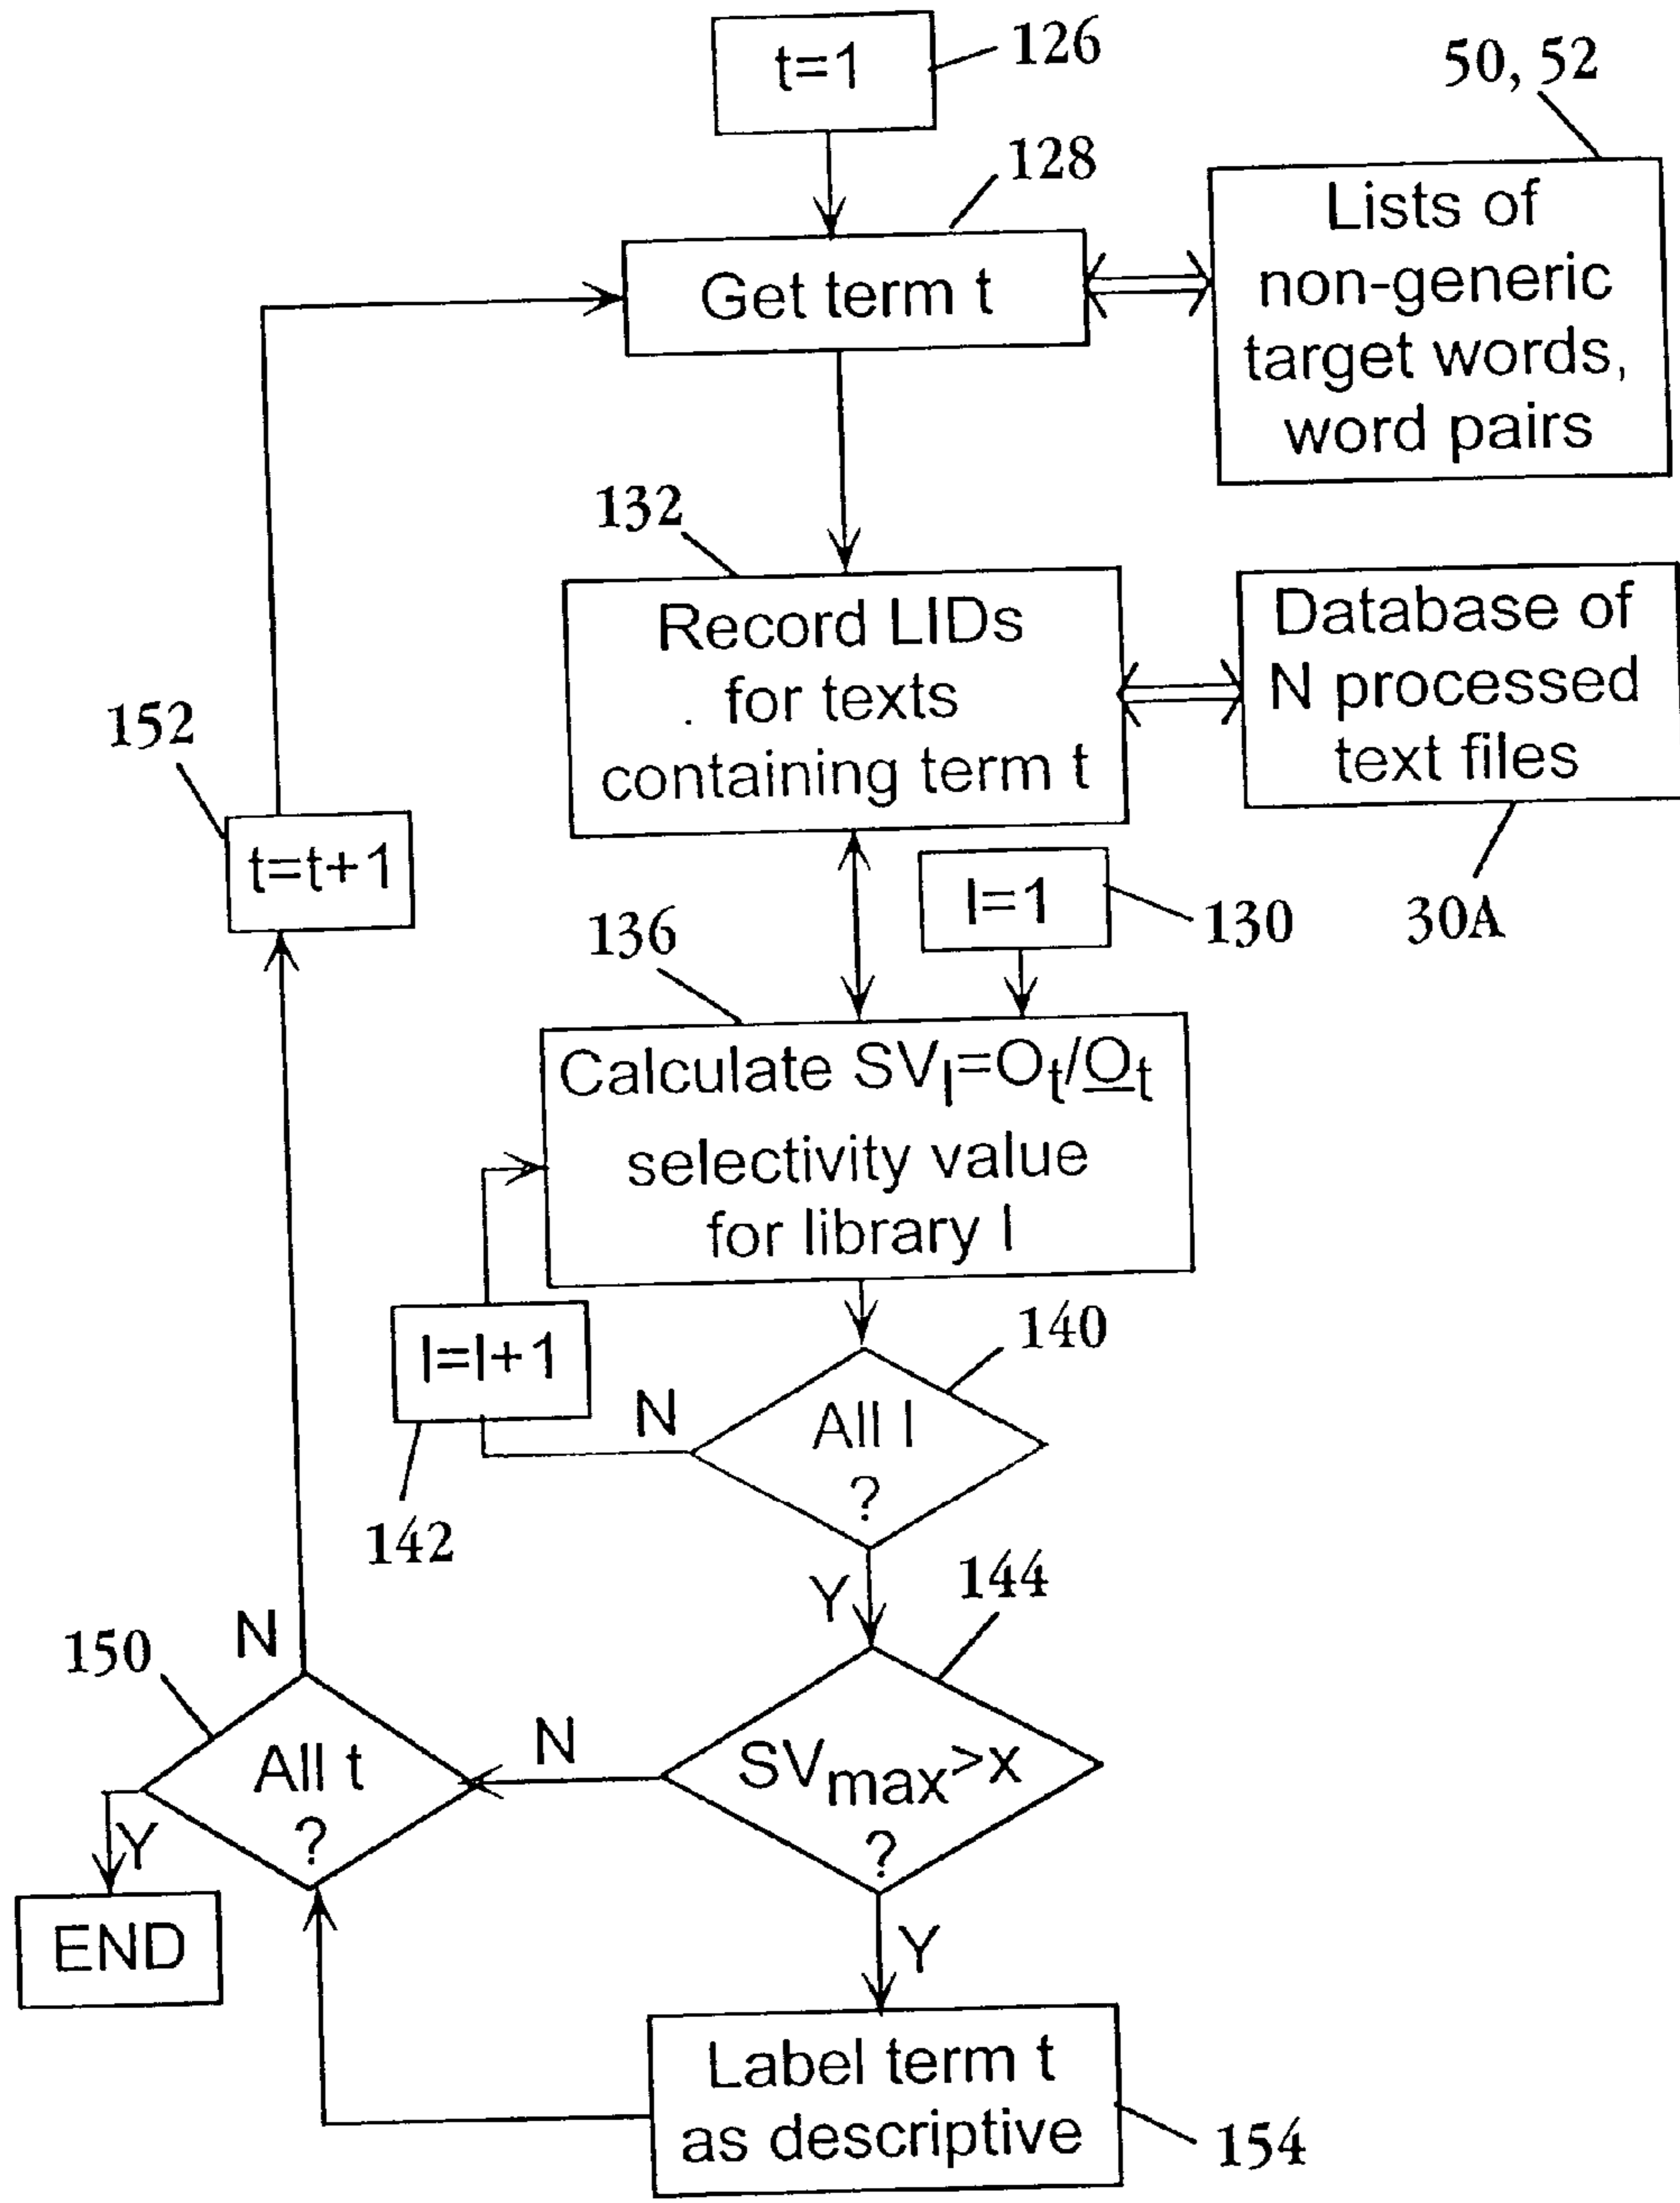 t=1
126
50, 52
128
Get term t
Lists of
non-generic
target words,
word pairs
132
Record LIDs
for texts
containing term t
Database of
N processed
text files
152
t=t+1
l=1
130
30A
136
Calculate SVl=Ot/O̲t
selectivity value
for library l
l=l+1
140
N
All l
?
142
Y
144
150
N
All t
?
N
SVmax>x
?
Y
END
Y
Label term t
as descriptive
154